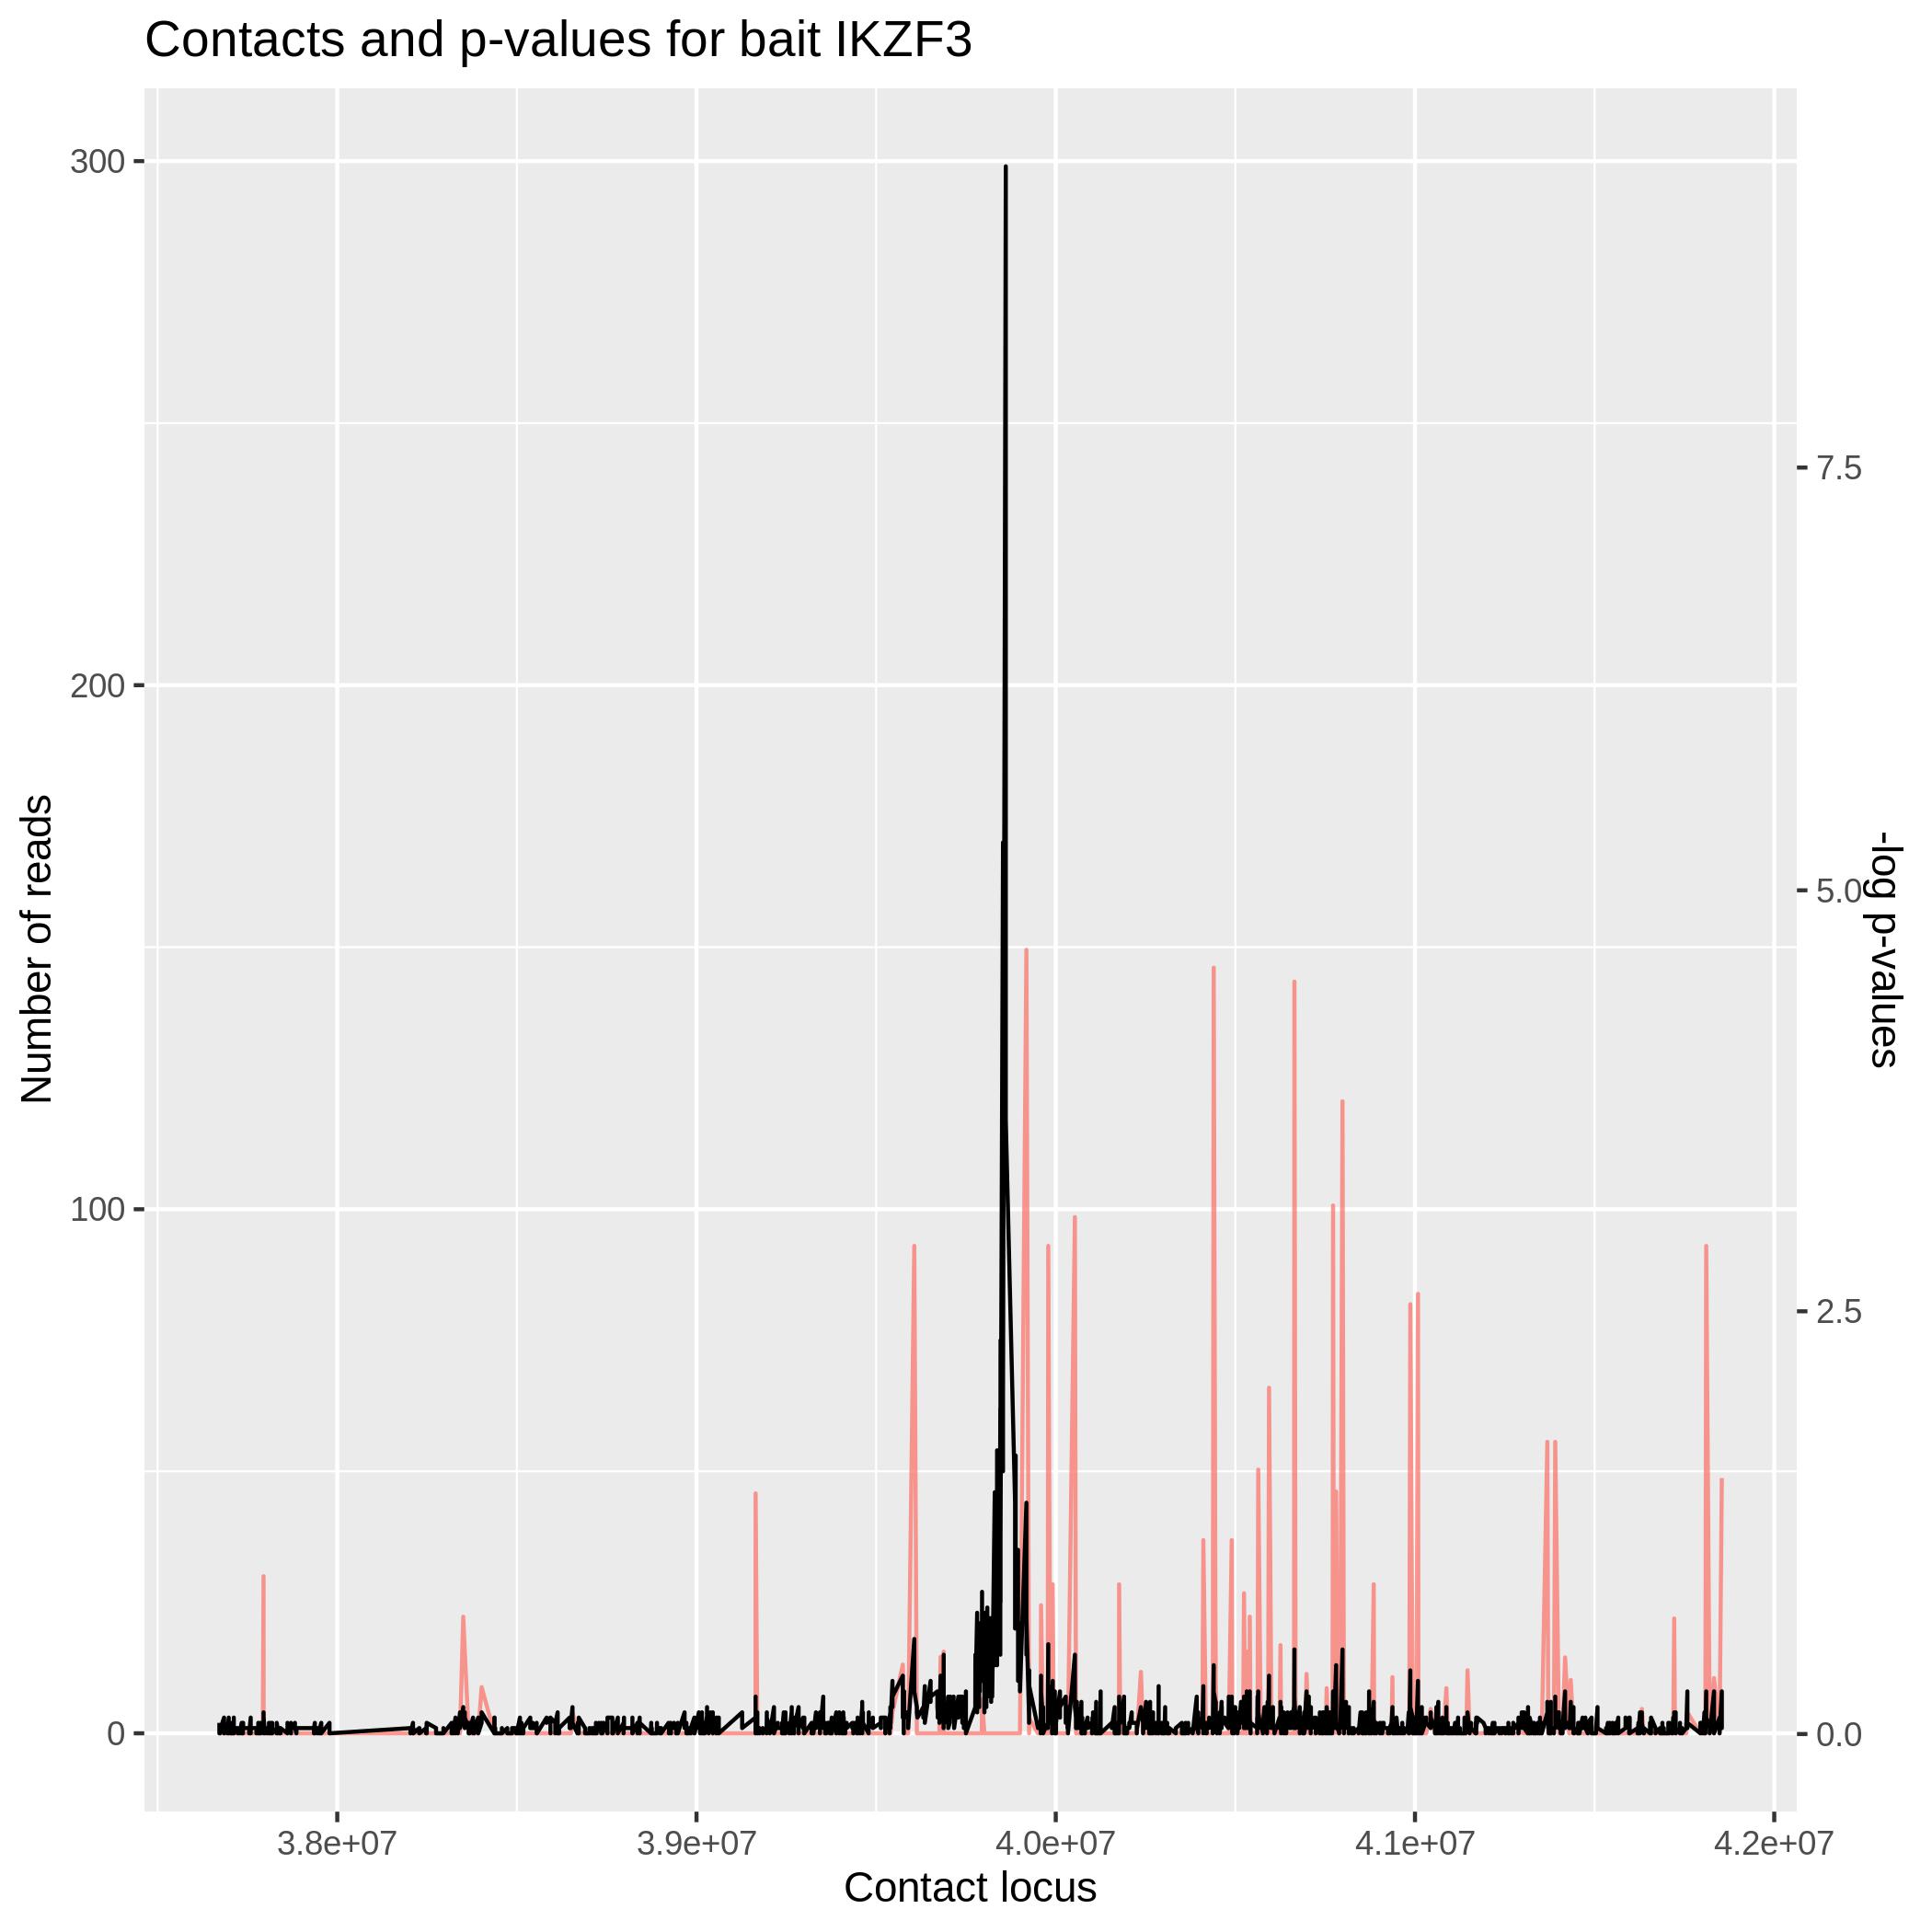 Contacts and p-values for bait IKZF3
300
200
100
0
Number of reads
7.5
5.0
2.5
0.0
-log p-values
3.8e+07 3.9e+07 4.0e+07 4.1e+07 4.2e+07
Contact locus